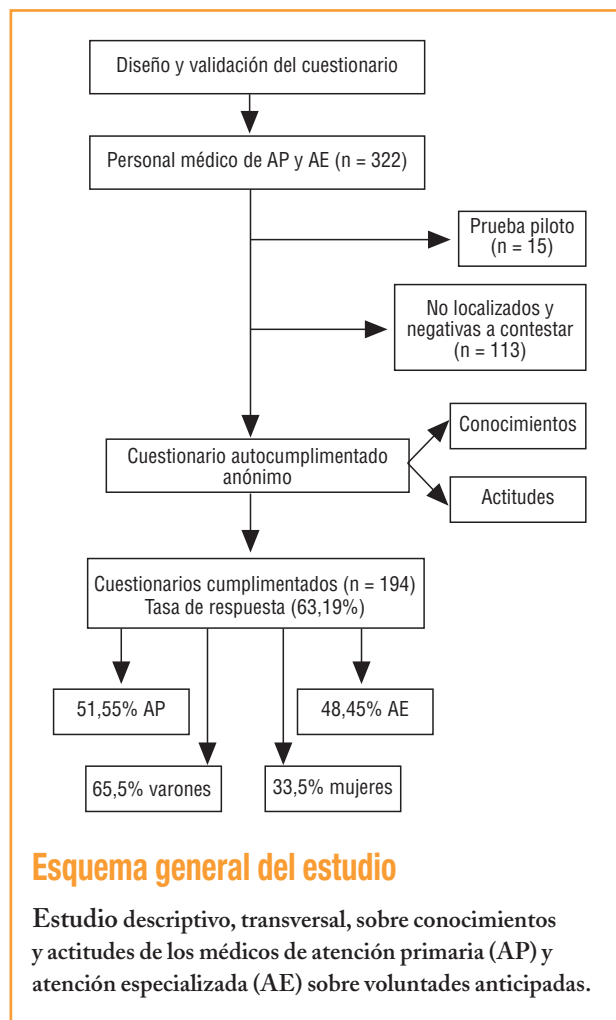 Diseño y validación del cuestionario
Personal médico de AP y AE (n = 322)
Prueba piloto
(n = 15)
No localizados y
negativas a contestar
(n = 113)
Conocimientos
Cuestionario autocumplimentado
anónimo
Actitudes
Cuestionarios cumplimentados (n = 194)
Tasa de respuesta (63,19%)
51,55% AP
48,45% AE
65,5% varones
33,5% mujeres
Esquema general del estudio
Estudio descriptivo, transversal, sobre conocimientos
y actitudes de los médicos de atención primaria (AP) y
atención especializada (AE) sobre voluntades anticipadas.